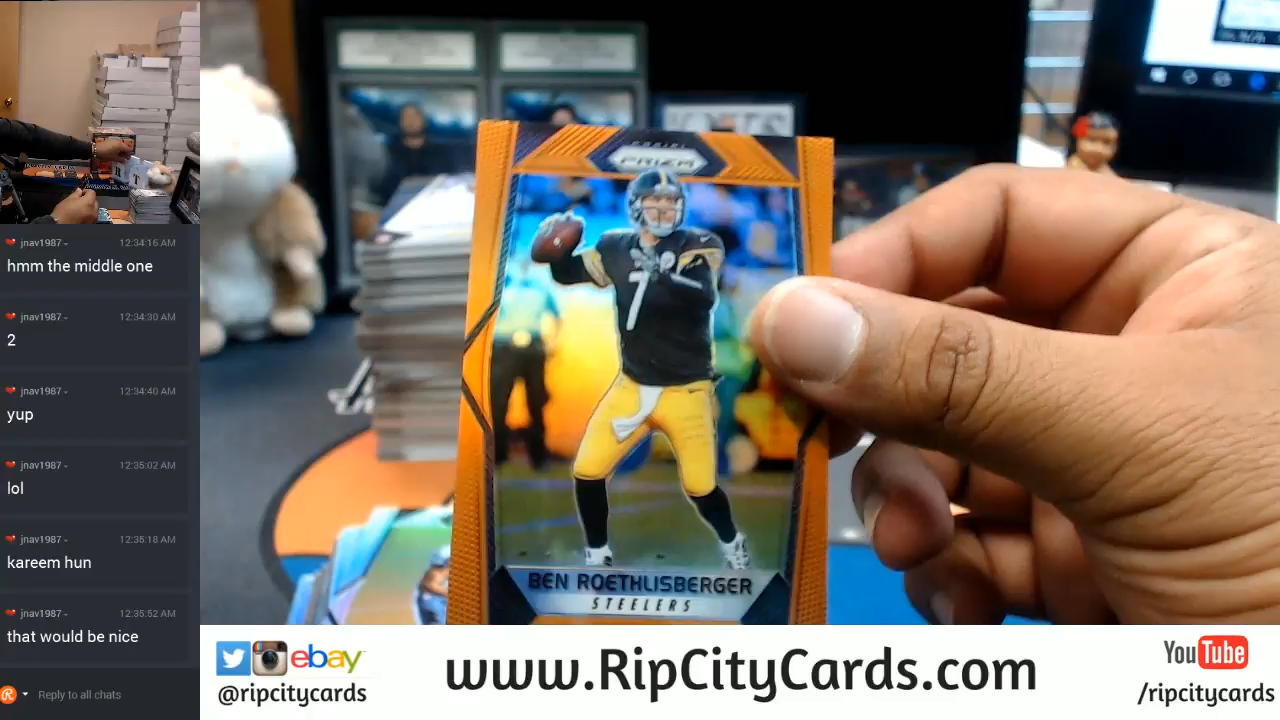 jnav1987
12:34:16 AM
hmm the middle one
jnav1987
12:34:30 AM
2
jnav1987
12:34:40 AM
yup
jnav1987
12:35:02 AM
lol
jnav1987
12:35:18 AM
kareem hun
jnav1987
12:35:52 AM
that would be nice
Reply to all chats
PANINI
PRIZM
7
BEN ROETHLISBERGER
STEELERS
ebay
@ripcitycards
www.RipCityCards.com
YouTube
/ripcitycards